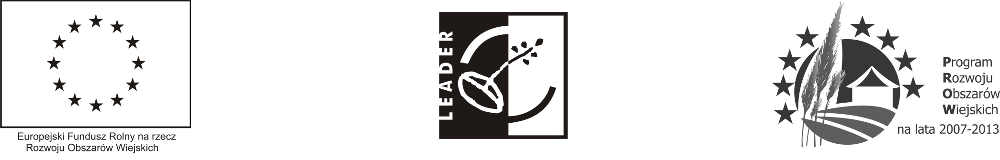 Europejski Fundusz Rolny na rzecz
Rozwoju Obszarów Wiejskich
LEADER
Program
Rozwoju
Obszarów
Wiejskich
na lata 2007-2013